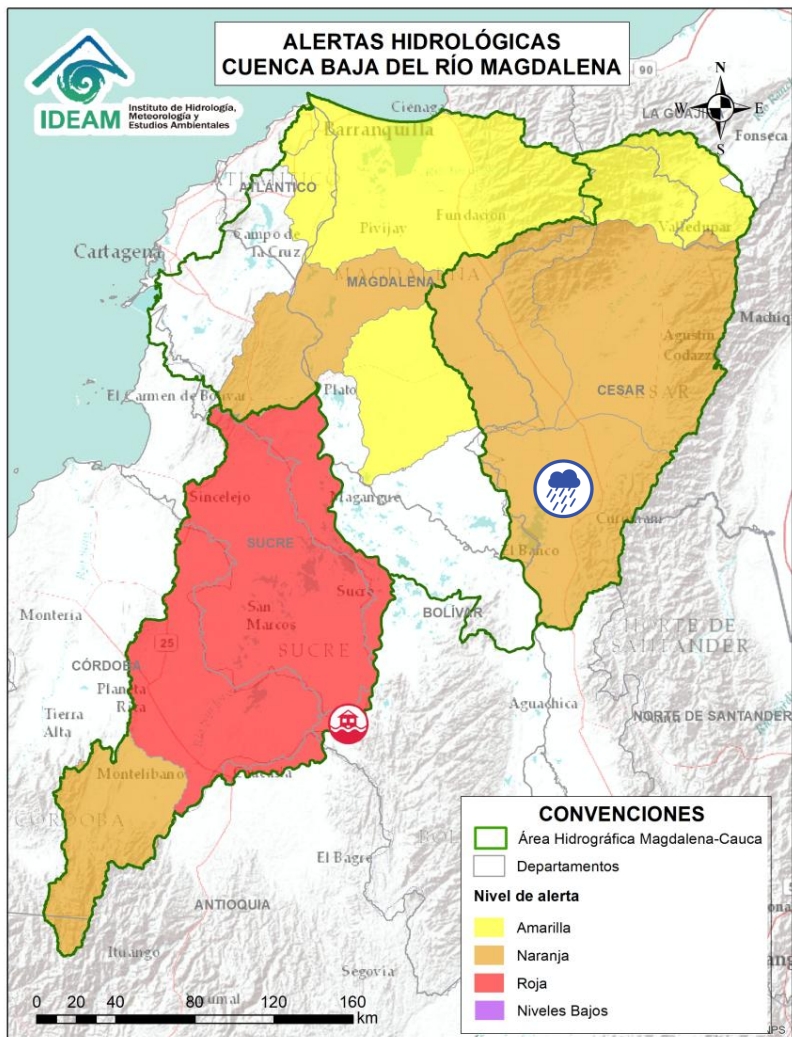 ALERTAS HIDROLÓGICAS
CUENCA BAJA DEL RÍO MAGDALENA
IDEAM
Instituto de Hidrología,
Meteorología y
Estudios Ambientales
N
W
E
S
90
Ciénaga
LA GUAJIRA
Fonseca
Barranquilla
ATLÁNTICO
Pivijay
Fundación
Valledupar
Cartagena
Campo de
La Cruz
MAGDALENA
MAGDALENA
Agustín
Codazzi
CESAR
CESAR
El Carmen de Bolívar
Plato
Sincelejo
Magangué
Curumaní
El Banco
SUCRE
Sucre
San
Marcos
SUCRE
BOLÍVAR
Montería
25
CÓRDOBA
Planeta
Rica
Tierra
Alta
NORTE DE
SANTANDER
NORTE DE SANTANDER
Aguachica
Montelíbano
CÓRDOBA
El Bagre
ANTIOQUIA
Ituango
Segovia
CONVENCIONES
Área Hidrográfica Magdalena-Cauca
Departamentos
Nivel de alerta
Amarilla
Naranja
Roja
Niveles Bajos
0 20 40 80 120 160
km